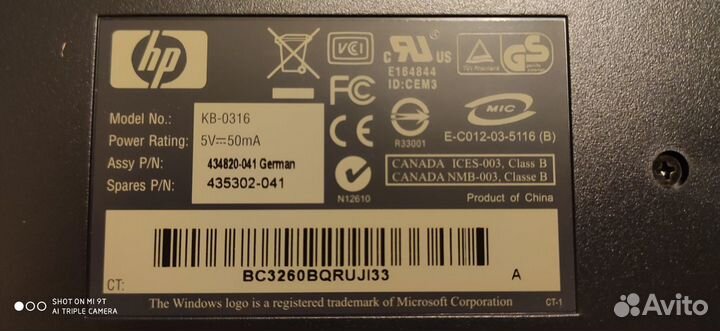 hp
VCI
C UL US
E164844
ID:CEM3
TÜV Rheinland
GS
FC
CE
R33001
MIC
E-C012-03-5116 (B)
N12610
Model No.: KB-0316
Power Rating: 5V⎓50mA
Assy P/N: 434820-041 German
Spares P/N: 435302-041
CANADA ICES-003, Class B
CANADA NMB-003, Classe B
Product of China
BC3260BQRUJI33
A
CT:
The Windows logo is a registered trademark of Microsoft Corporation
CT-1
SHOT ON MI 9T
AI TRIPLE CAMERA
Avito